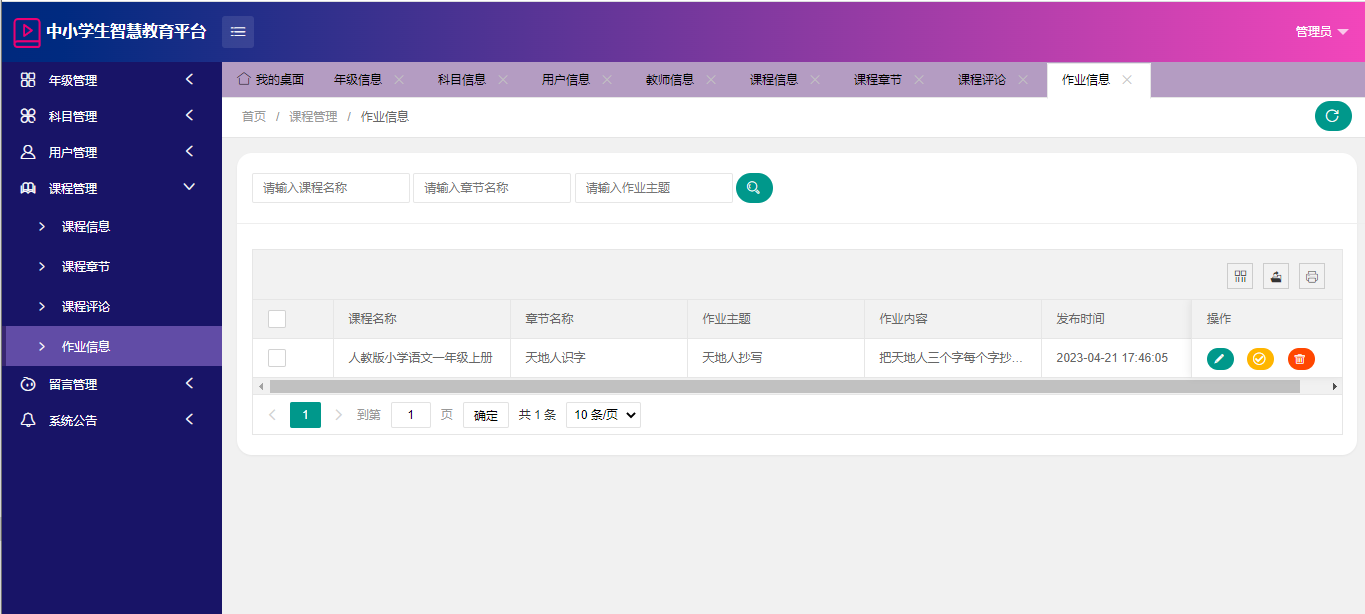 中小学生智慧教育平台
管理员
年级管理
科目管理
用户管理
课程管理
课程信息
课程章节
课程评论
作业信息
留言管理
系统公告
我的桌面 年级信息 科目信息 用户信息 教师信息 课程信息 课程章节 课程评论 作业信息
首页 / 课程管理 / 作业信息
请输入课程名称 请输入章节名称 请输入作业主题
课程名称 章节名称 作业主题 作业内容 发布时间 操作
人教版小学语文一年级上册 天地人识字 天地人抄写 把天地人三个字每个字抄... 2023-04-21 17:46:05
1 到第 1 页 确定 共 1 条 10 条/页